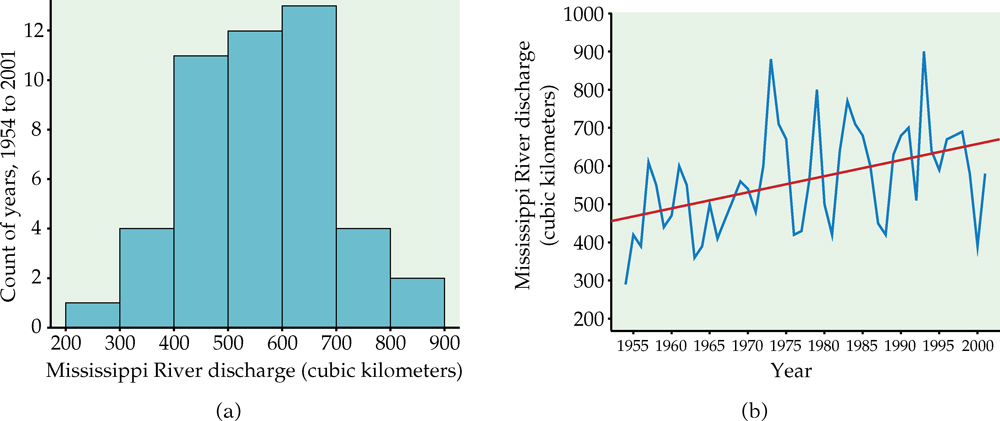 Count of years, 1954 to 2001
12
10
8
6
4
2
0
200 300 400 500 600 700 800 900
Mississippi River discharge (cubic kilometers)
(a)
Mississippi River discharge
(cubic kilometers)
1000
900
800
700
600
500
400
300
200
1955 1960 1965 1970 1975 1980 1985 1990 1995 2000
Year
(b)